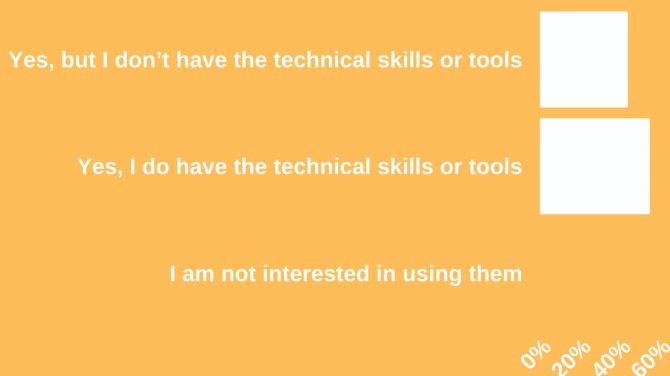 Yes, but I don’t have the technical skills or tools
Yes, I do have the technical skills or tools
I am not interested in using them
0%
20%
40%
60%